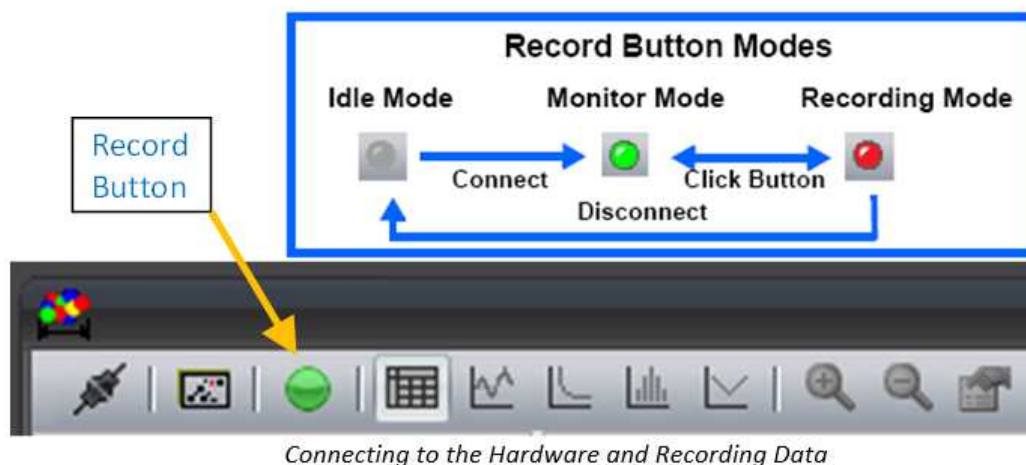 Record Button Modes
Idle Mode Monitor Mode Recording Mode
Record
Button
Connect Click Button
Disconnect
Connecting to the Hardware and Recording Data